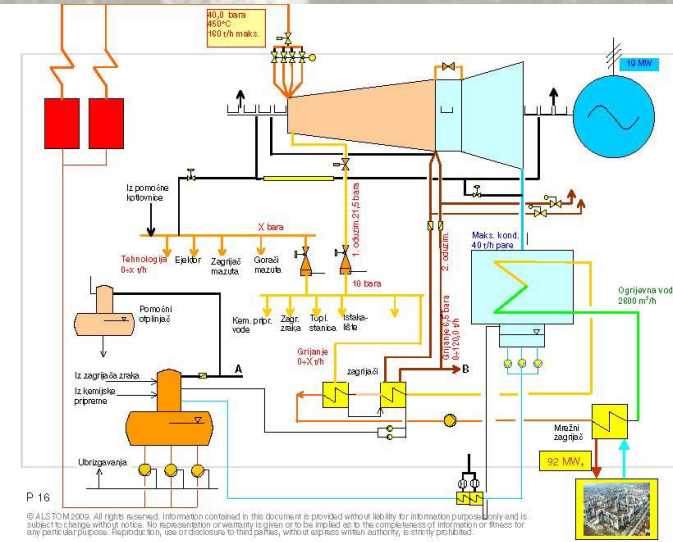 40,0 bara
450°C
160 t/h maks.
19 MW
Iz pomoćne
kotlovnice
X bara
1. oduzim.21,5 bara
2. oduzim.
Maks. kond.
40 t/h pare
Tehnologija
0÷x t/h
Ejektor
Zagrijač
mazuta
Gorači
mazuta
10 bara
Ogrijevna voda
2600 m³/h
Pomoćni
otplinjač
Kem. pripr.
vode
Zagr.
zraka
Topl.
stanica
Istaka-
lište
Grijanje 6,5 bara
0÷120,0 t/h
Grijanje
0÷X t/h
zagrijači
A
B
Iz zagrijača zraka
Iz kemijske
pripreme
Mrežni
zagrijač
Ubrizgavanja
92 MWt
P 16
© ALSTOM 2009. All rights reserved. Information contained in this document is provided without liability for information purposes only and is
subject to change without notice. No representation or warranty is given or to be implied as to the completeness of information or fitness for
any particular purpose. Reproduction, use or disclosure to third parties, without express written authority, is strictly prohibited.